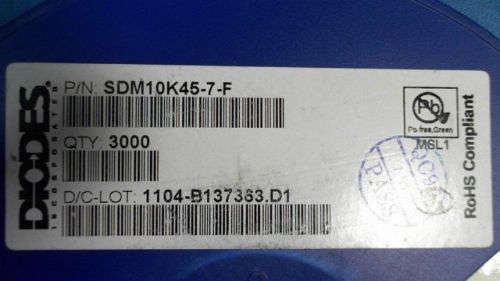 DIODES
INCORPORATED
P/N: SDM10K45-7-F
QTY: 3000
D/C-LOT: 1104-B137363.D1
Pb
Pb-free,Green
MSL1
RoHS Compliant
PASS